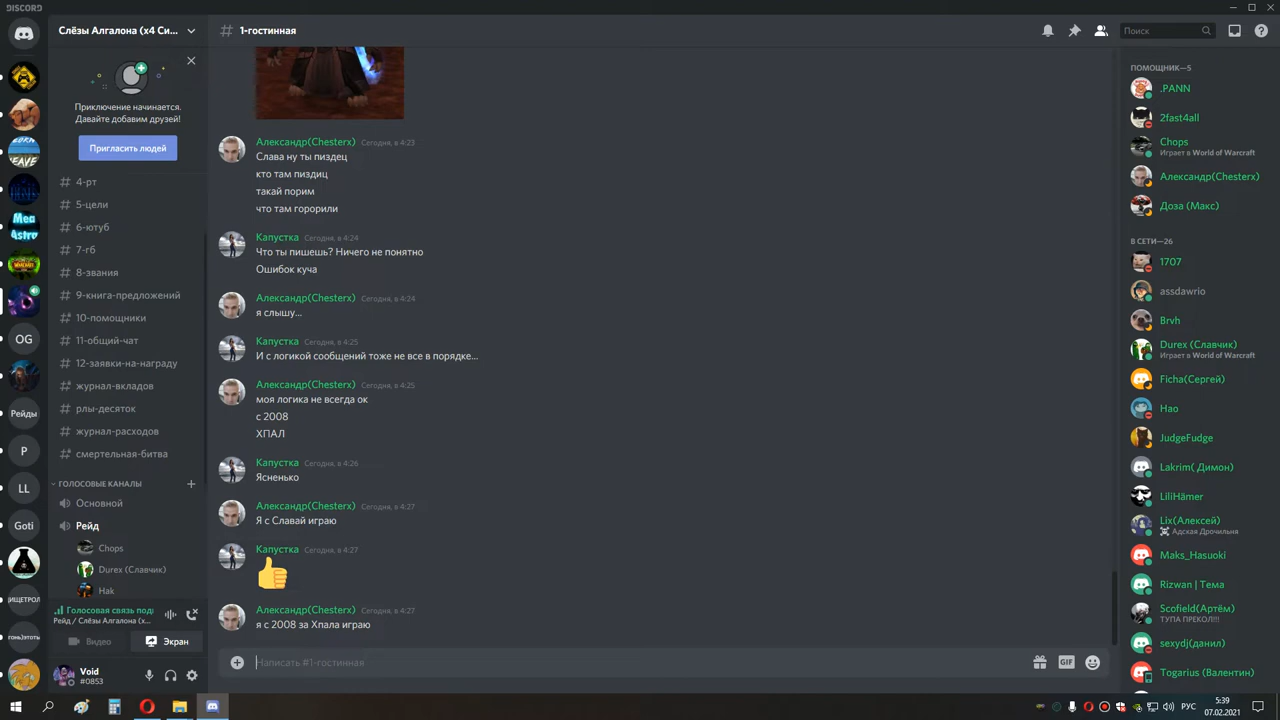 DISCORD
Слёзы Алгалона (x4 Си...
Приключение начинается.
Давайте добавим друзей!
Пригласить людей
4-рт
5-цели
6-ютуб
7-гб
8-звания
9-книга-предложений
10-помощники
11-общий-чат
12-заявки-на-награду
журнал-вкладов
рлы-десяток
журнал-расходов
смертельная-битва
ГОЛОСОВЫЕ КАНАЛЫ
Основной
Рейд
Chops
Durex (Славчик)
Hak
Голосовая связь под
Рейд / Слёзы Алгалона (x...
Видео
Экран
Void
#0853
Mea
Astro
OG
Рейды
P
LL
Goti
ИЩЕТРОЛ
1-гостинная
Поиск
Александр(Chesterx) Сегодня, в 4:23
Слава ну ты пиздец
кто там пиздиц
такай порим
что там горорили
Капустка Сегодня, в 4:24
Что ты пишешь? Ничего не понятно
Ошибок куча
Александр(Chesterx) Сегодня, в 4:24
я слышу...
Капустка Сегодня, в 4:25
И с логикой сообщений тоже не все в порядке...
Александр(Chesterx) Сегодня, в 4:25
моя логика не всегда ок
с 2008
ХПАЛ
Капустка Сегодня, в 4:26
Ясненько
Александр(Chesterx) Сегодня, в 4:27
Я с Славай играю
Капустка Сегодня, в 4:27
Александр(Chesterx) Сегодня, в 4:27
я с 2008 за Хпала играю
Написать #1-гостинная
GIF
ПОМОЩНИК—5
.PANN
2fast4all
Chops
Играет в World of Warcraft
Александр(Chesterx)
Доза (Макс)
В СЕТИ—26
1707
assdawrio
Brvh
Durex (Славчик)
Играет в World of Warcraft
Ficha(Сергей)
Hao
JudgeFudge
Lakrim( Димон)
LiliHämer
Lix(Алексей)
Адская Дрочильня
Maks_Hasuoki
Rizwan | Тема
Scofield(Артём)
ТУПА ПРЕКОЛ!!!
sexydj(данил)
Togarius (Валентин)
РУС
5:39
07.02.2021